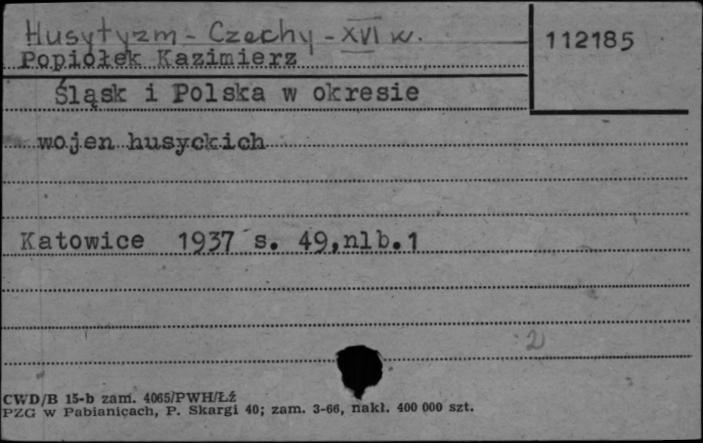 Husytyzm - Czechy - XVI w.
112185
Popiołek Kazimierz
Śląsk i Polska w okresie
wojen husyckich
Katowice 1937 s. 49,nlb.1
2
CWD/B 15-b zam. 4065/PWH/Łź
PZG w Pabianicach, P. Skargi 40; zam. 3-66, nakł. 400 000 szt.